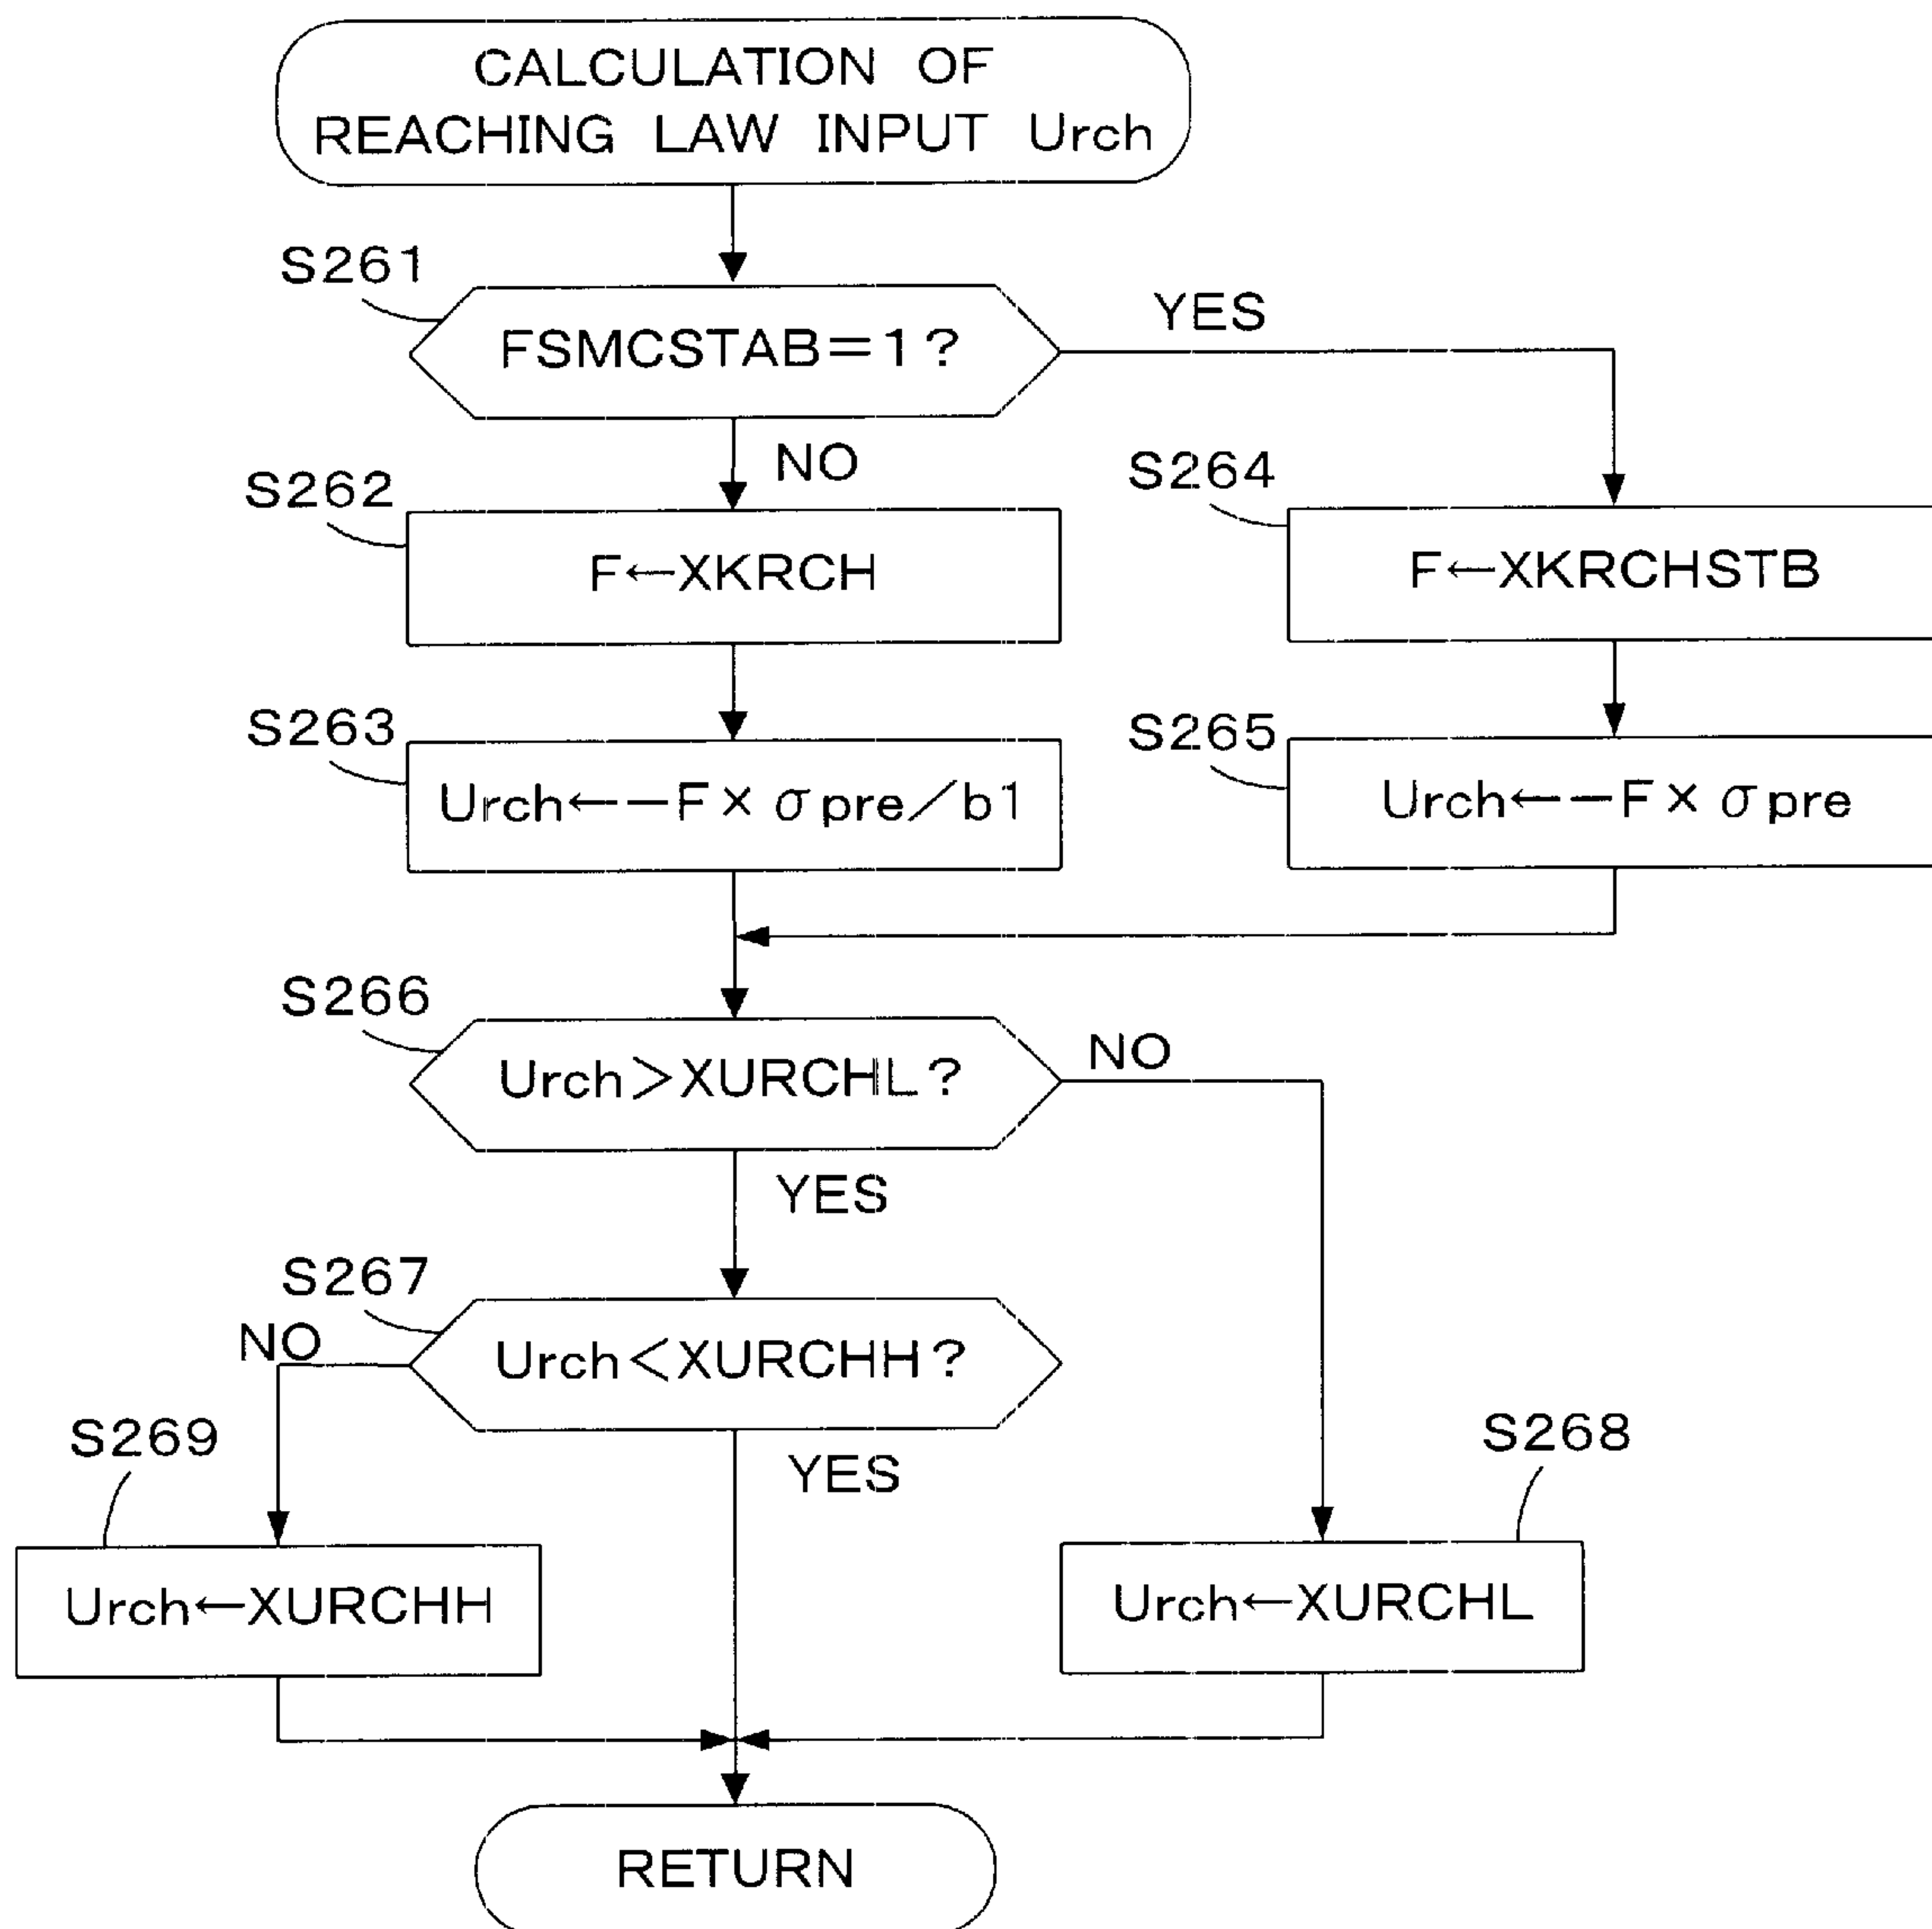 CALCULATION OF
REACHING LAW INPUT Urch
S261
FSMCSTAB=1?
YES
NO
S262
F←XKRCH
S264
F←XKRCHSTB
S263
Urch←−F×σpre/b1
S265
Urch←−F×σpre
S266
Urch>XURCHL?
NO
YES
S267
NO
Urch<XURCHH?
YES
S269
Urch←XURCHH
S268
Urch←XURCHL
RETURN